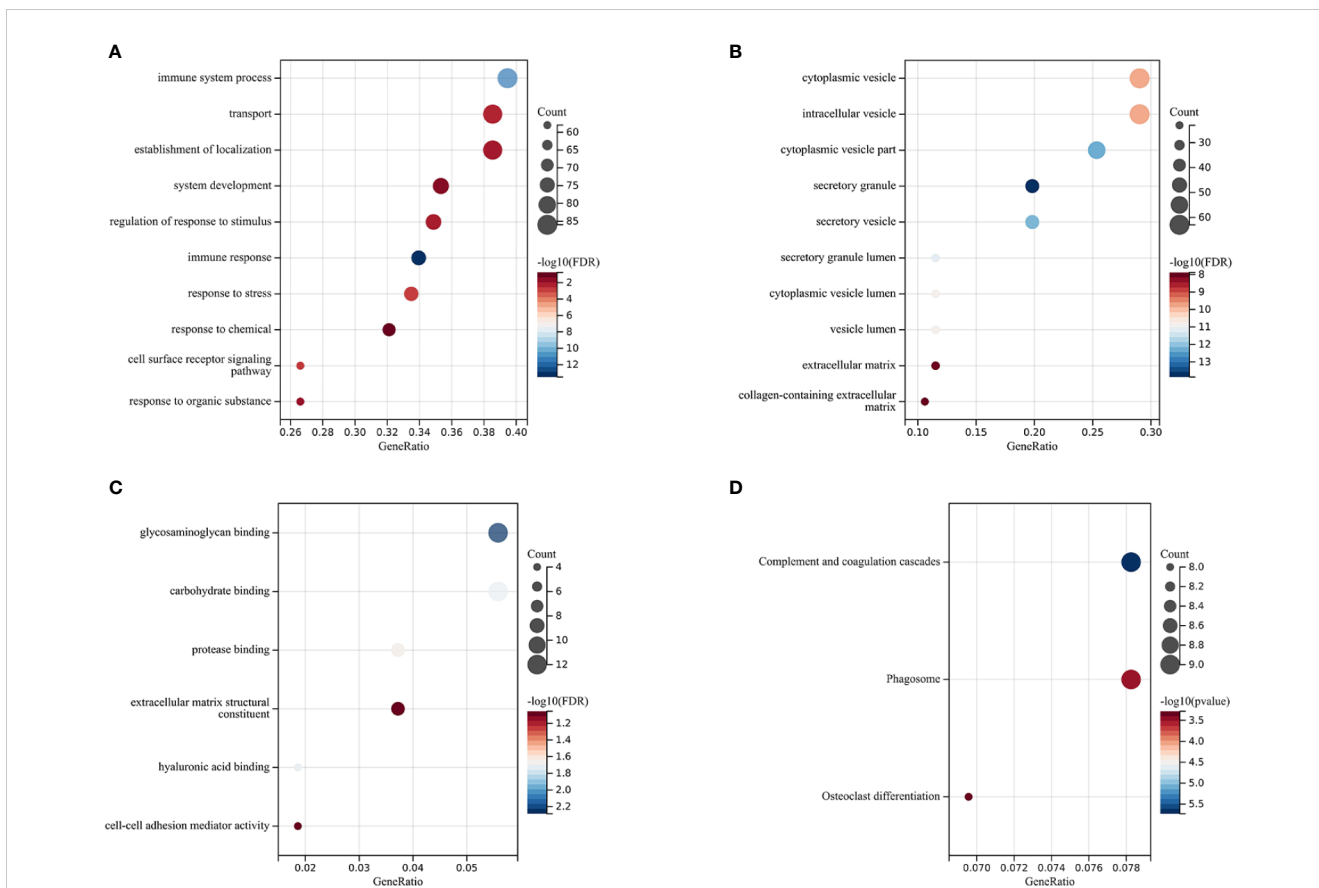 A
immune system process
transport
establishment of localization
system development
regulation of response to stimulus
immune response
response to stress
response to chemical
cell surface receptor signaling
pathway
response to organic substance
0.26 0.28 0.30 0.32 0.34 0.36 0.38 0.40
GeneRatio
Count
60
65
70
75
80
85
-log10(FDR)
2
4
6
8
10
12
B
cytoplasmic vesicle
intracellular vesicle
cytoplasmic vesicle part
secretory granule
secretory vesicle
secretory granule lumen
cytoplasmic vesicle lumen
vesicle lumen
extracellular matrix
collagen-containing extracellular
matrix
0.10 0.15 0.20 0.25 0.30
GeneRatio
Count
30
40
50
60
-log10(FDR)
8
9
10
11
12
13
C
glycosaminoglycan binding
carbohydrate binding
protease binding
extracellular matrix structural
constituent
hyaluronic acid binding
cell-cell adhesion mediator activity
0.02 0.03 0.04 0.05
GeneRatio
Count
4
6
8
10
12
-log10(FDR)
1.2
1.4
1.6
1.8
2.0
2.2
D
Complement and coagulation cascades
Phagosome
Osteoclast differentiation
0.070 0.072 0.074 0.076 0.078
GeneRatio
Count
8.0
8.2
8.4
8.6
8.8
9.0
-log10(pvalue)
3.5
4.0
4.5
5.0
5.5